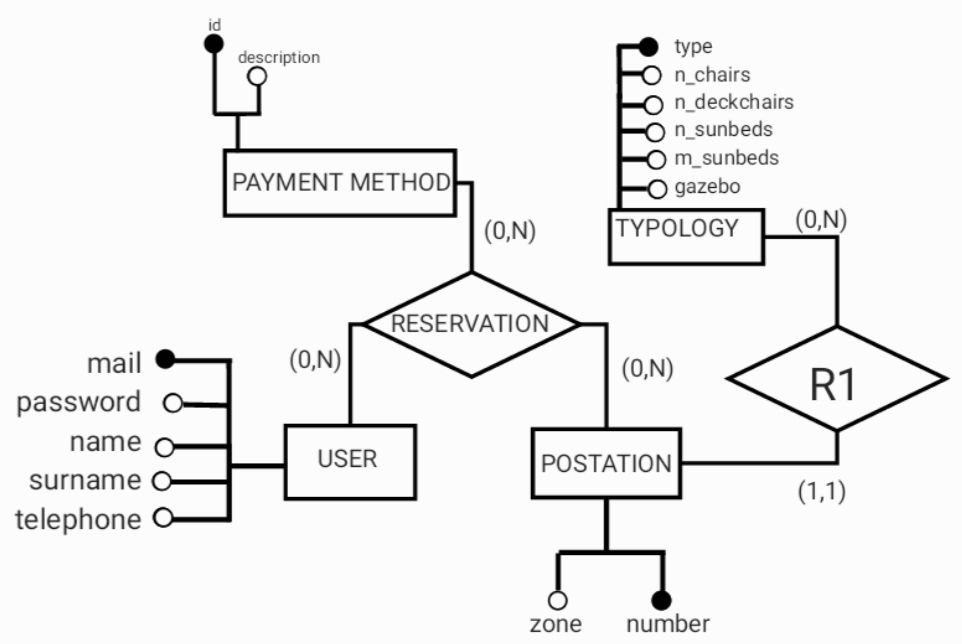 id
description
PAYMENT METHOD
(0,N)
type
n_chairs
n_deckchairs
n_sunbeds
m_sunbeds
gazebo
TYPOLOGY
(0,N)
RESERVATION
(0,N)
(0,N)
R1
mail
password
name
surname
telephone
USER
POSTATION
(1,1)
zone
number